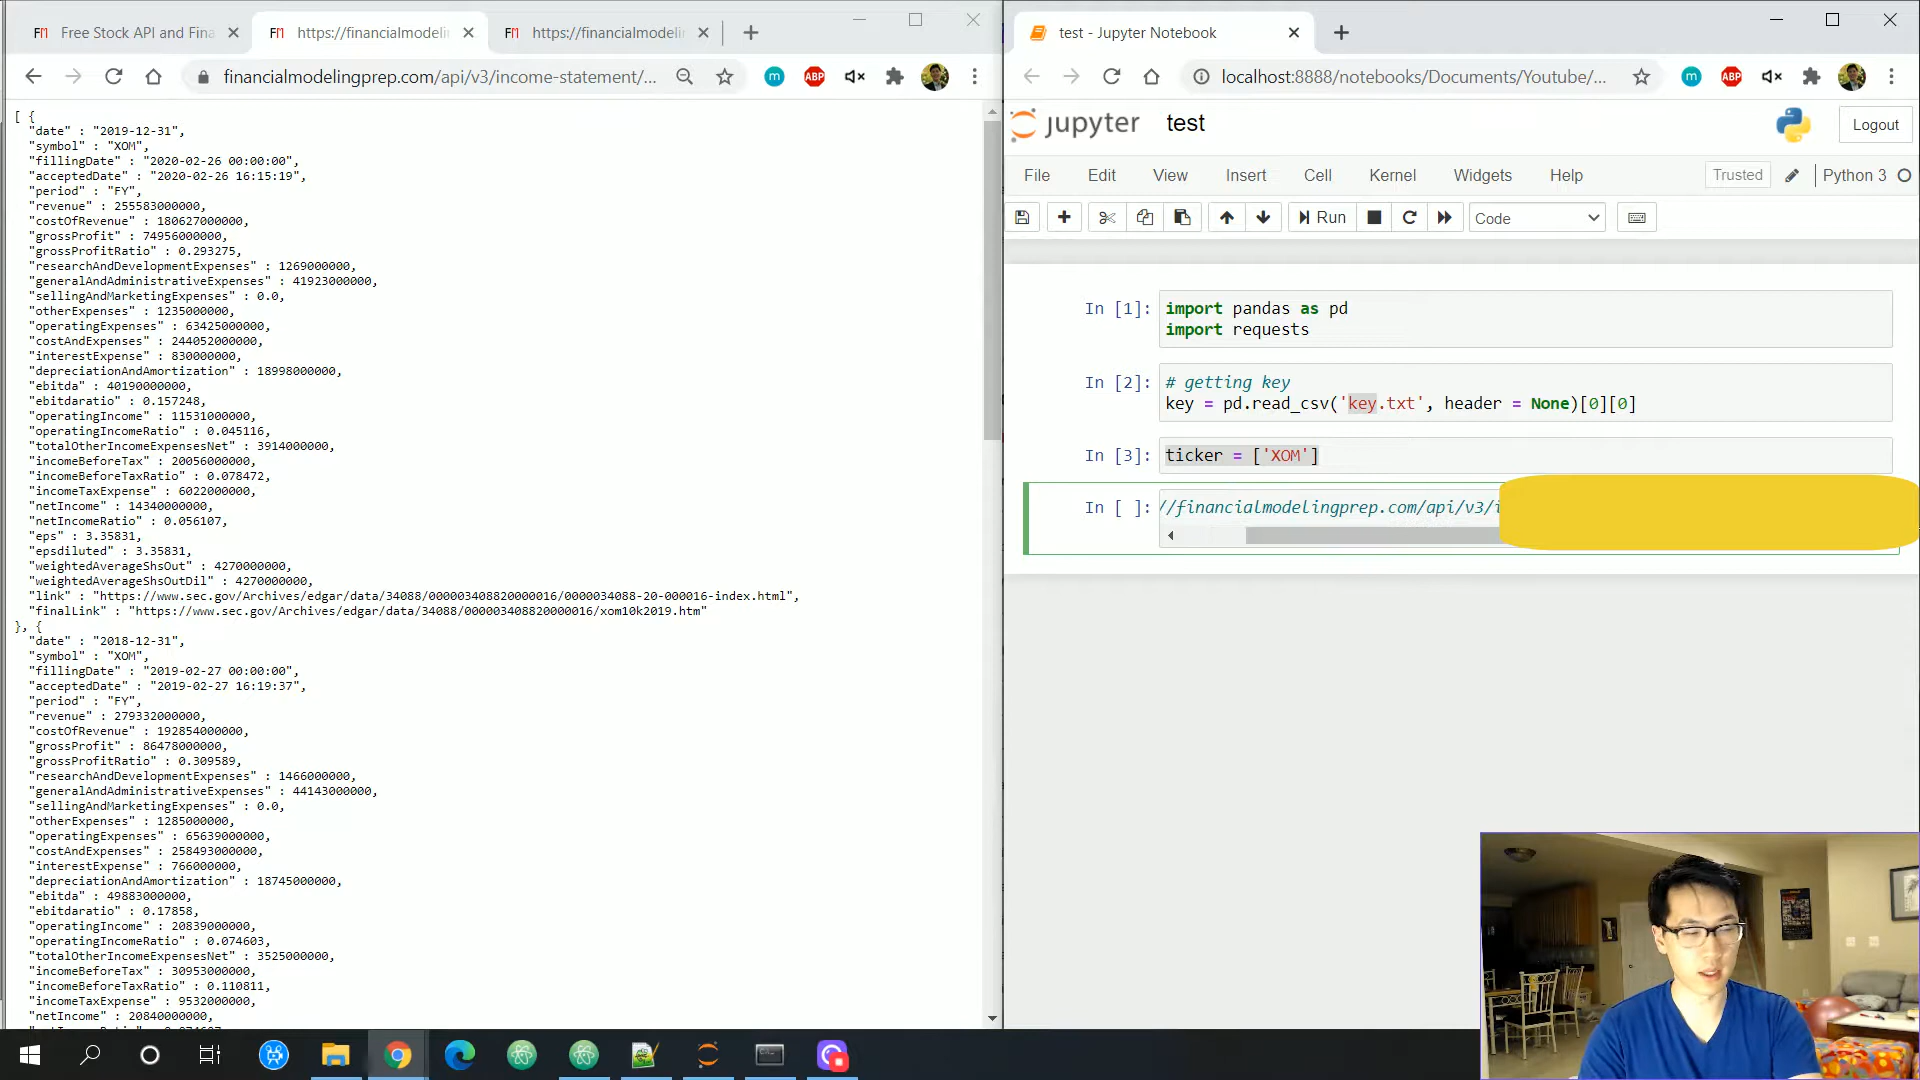 Free Stock API and Fina
https://financialmodeli
https://financialmodelin
financialmodelingprep.com/api/v3/income-statement/...
[ {
"date" : "2019-12-31",
"symbol" : "XOM",
"fillingDate" : "2020-02-26 00:00:00",
"acceptedDate" : "2020-02-26 16:15:19",
"period" : "FY",
"revenue" : 255583000000,
"costOfRevenue" : 180627000000,
"grossProfit" : 74956000000,
"grossProfitRatio" : 0.293275,
"researchAndDevelopmentExpenses" : 1269000000,
"generalAndAdministrativeExpenses" : 41923000000,
"sellingAndMarketingExpenses" : 0.0,
"otherExpenses" : 1235000000,
"operatingExpenses" : 63425000000,
"costAndExpenses" : 244052000000,
"interestExpense" : 830000000,
"depreciationAndAmortization" : 18998000000,
"ebitda" : 40190000000,
"ebitdaratio" : 0.157248,
"operatingIncome" : 11531000000,
"operatingIncomeRatio" : 0.045116,
"totalOtherIncomeExpensesNet" : 3914000000,
"incomeBeforeTax" : 20056000000,
"incomeBeforeTaxRatio" : 0.078472,
"incomeTaxExpense" : 6022000000,
"netIncome" : 14340000000,
"netIncomeRatio" : 0.056107,
"eps" : 3.35831,
"epsdiluted" : 3.35831,
"weightedAverageShsOut" : 4270000000,
"weightedAverageShsOutDil" : 4270000000,
"link" : "https://www.sec.gov/Archives/edgar/data/34088/000003408820000016/0000034088-20-000016-index.html",
"finalLink" : "https://www.sec.gov/Archives/edgar/data/34088/000003408820000016/xom10k2019.htm"
}, {
"date" : "2018-12-31",
"symbol" : "XOM",
"fillingDate" : "2019-02-27 00:00:00",
"acceptedDate" : "2019-02-27 16:19:37",
"period" : "FY",
"revenue" : 279332000000,
"costOfRevenue" : 192854000000,
"grossProfit" : 86478000000,
"grossProfitRatio" : 0.309589,
"researchAndDevelopmentExpenses" : 1466000000,
"generalAndAdministrativeExpenses" : 44143000000,
"sellingAndMarketingExpenses" : 0.0,
"otherExpenses" : 1285000000,
"operatingExpenses" : 65639000000,
"costAndExpenses" : 258493000000,
"interestExpense" : 766000000,
"depreciationAndAmortization" : 18745000000,
"ebitda" : 49883000000,
"ebitdaratio" : 0.17858,
"operatingIncome" : 20839000000,
"operatingIncomeRatio" : 0.074603,
"totalOtherIncomeExpensesNet" : 3525000000,
"incomeBeforeTax" : 30953000000,
"incomeBeforeTaxRatio" : 0.110811,
"incomeTaxExpense" : 9532000000,
"netIncome" : 20840000000,
test - Jupyter Notebook
localhost:8888/notebooks/Documents/Youtube/...
jupyter test
Logout
File Edit View Insert Cell Kernel Widgets Help
Trusted
Python 3
Run
Code
In [1]: import pandas as pd
import requests
In [2]: # getting key
key = pd.read_csv('key.txt', header = None)[0][0]
In [3]: ticker = ['XOM']
In [ ]: //financialmodelingprep.com/api/v3/i
ABP
ABP